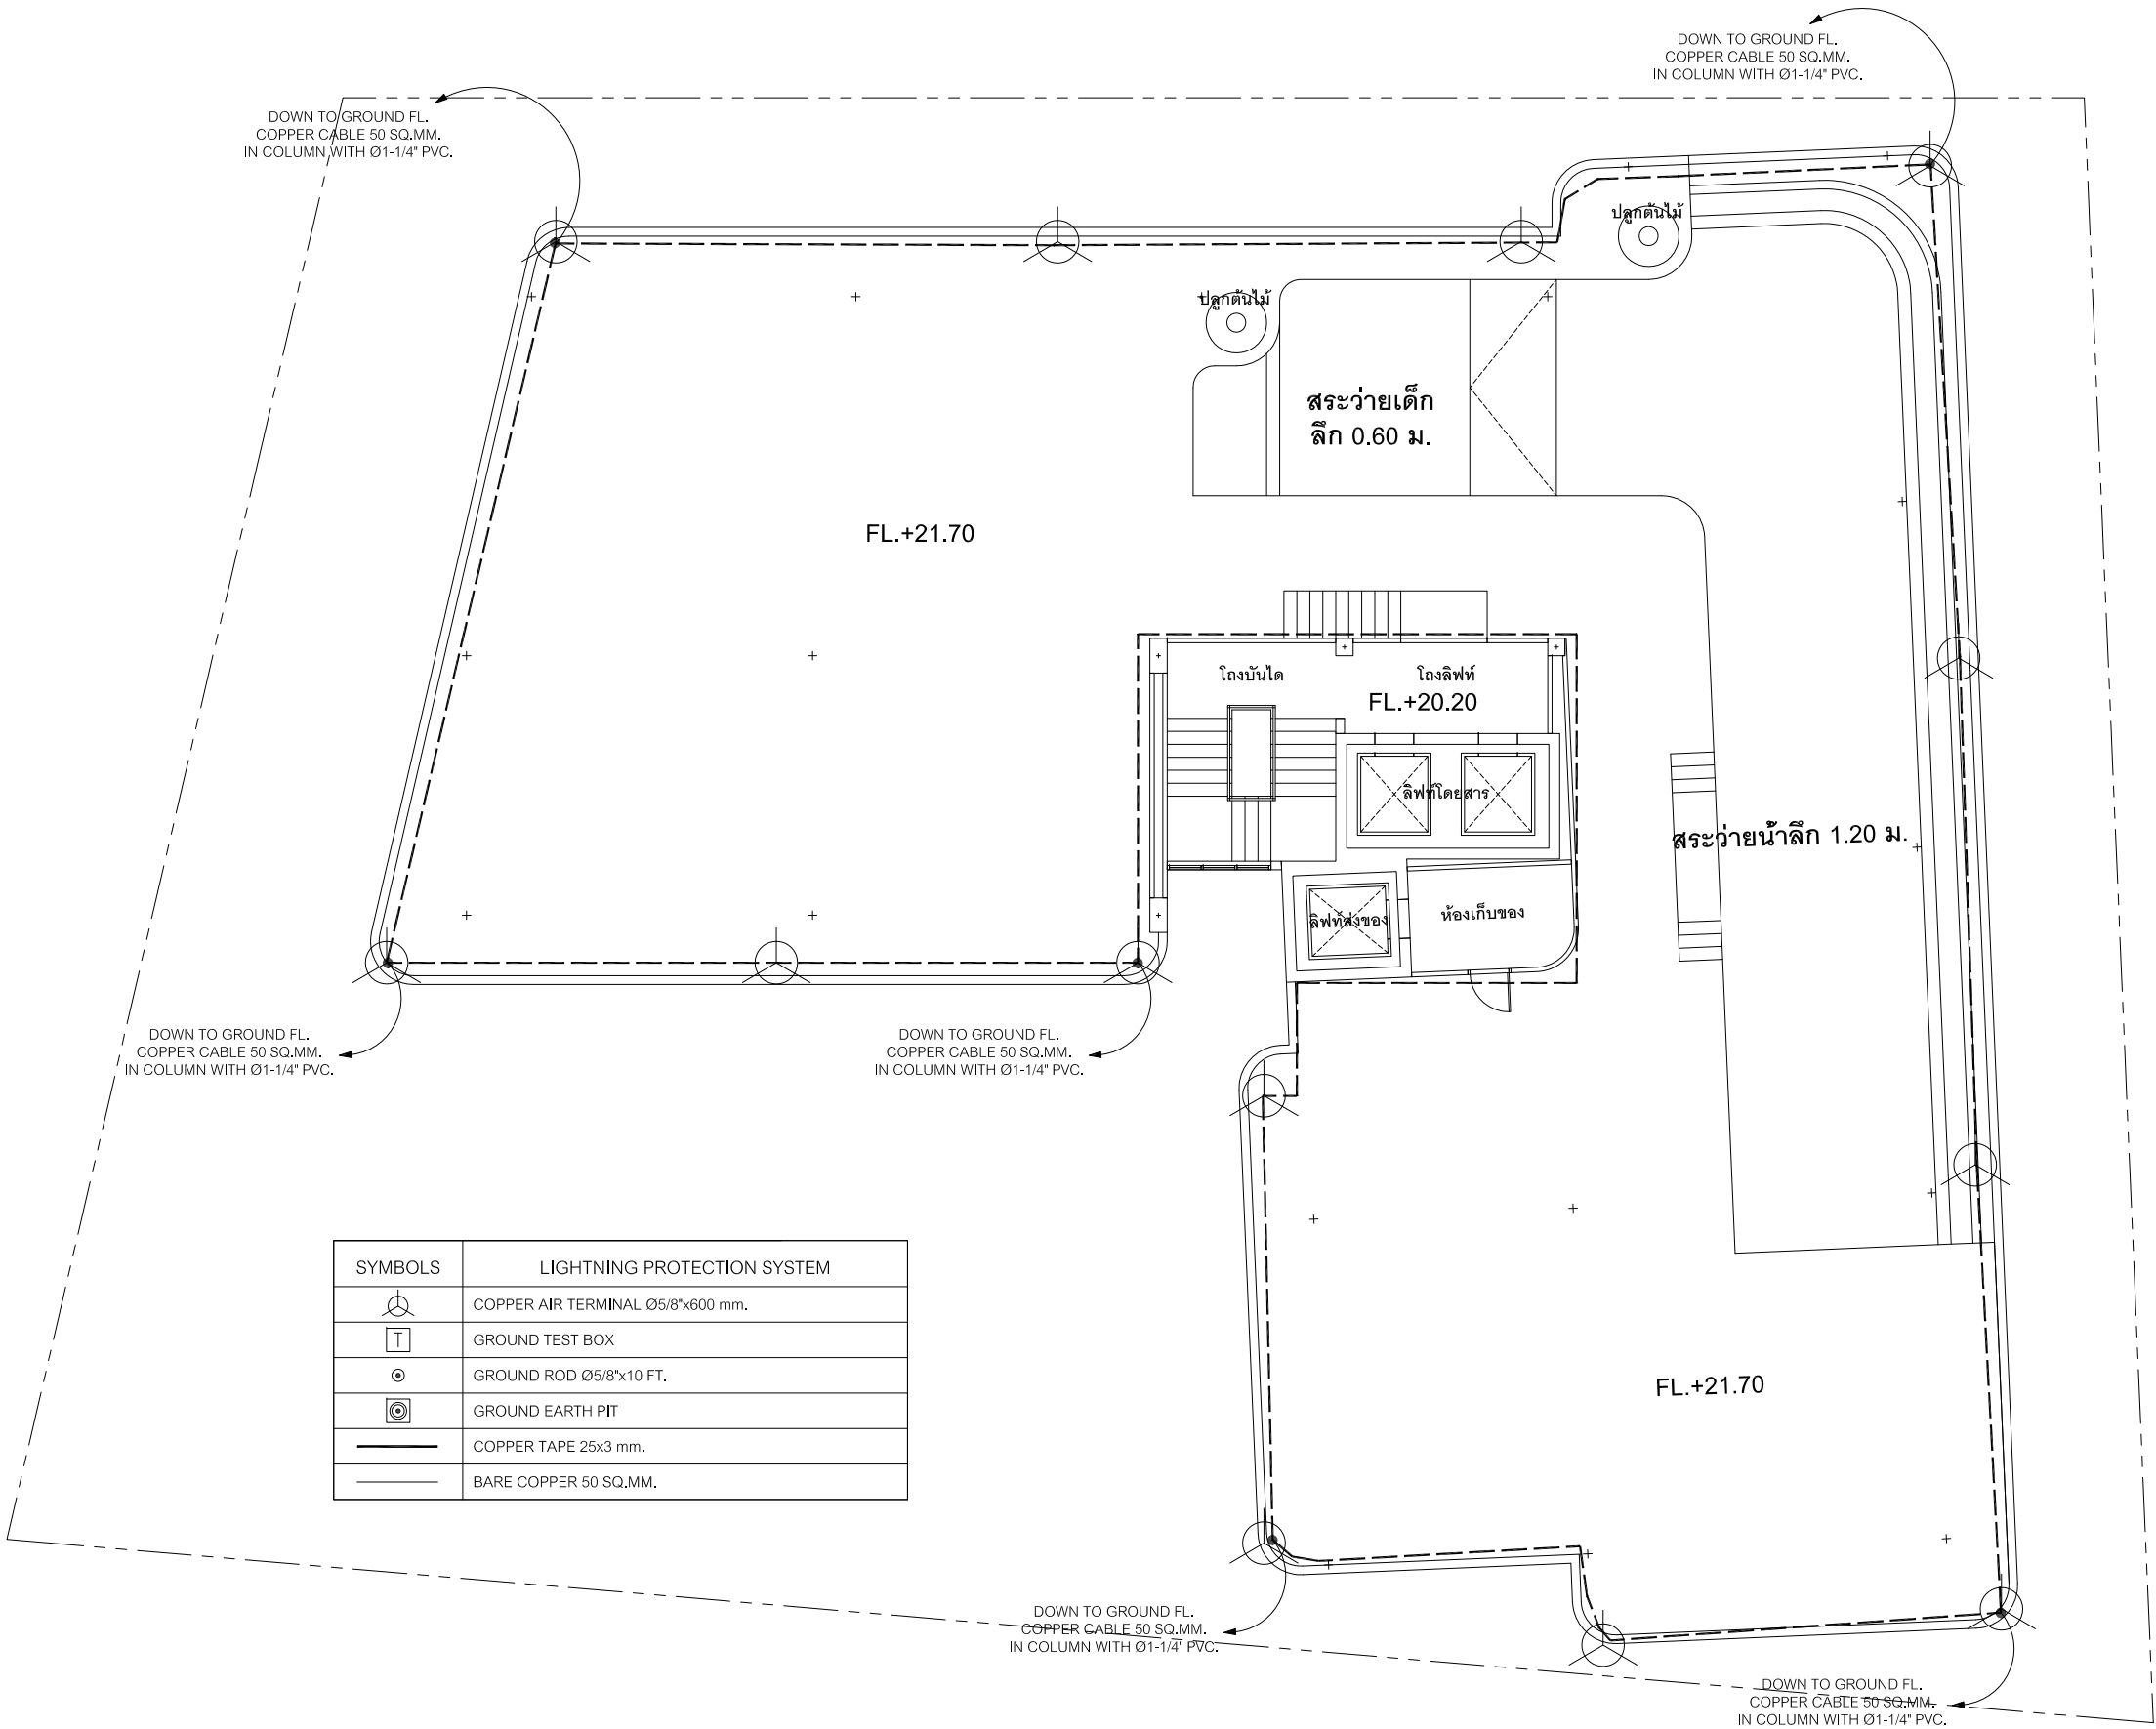 DOWN TO GROUND FL.
COPPER CABLE 50 SQ.MM.
IN COLUMN WITH Ø1-1/4" PVC.
DOWN TO GROUND FL.
COPPER CABLE 50 SQ.MM.
IN COLUMN WITH Ø1-1/4" PVC.
ปลูกต้นไม้
ปลูกต้นไม้
สระว่ายเด็ก
ลึก 0.60 ม.
FL.+21.70
โถงบันได
โถงลิฟท์
FL.+20.20
ลิฟท์โดยสาร
สระว่ายน้ำลึก 1.20 ม.
ลิฟท์ส่งของ
ห้องเก็บของ
DOWN TO GROUND FL.
COPPER CABLE 50 SQ.MM.
IN COLUMN WITH Ø1-1/4" PVC.
DOWN TO GROUND FL.
COPPER CABLE 50 SQ.MM.
IN COLUMN WITH Ø1-1/4" PVC.
SYMBOLS LIGHTNING PROTECTION SYSTEM
COPPER AIR TERMINAL Ø5/8"x600 mm.
T GROUND TEST BOX
GROUND ROD Ø5/8"x10 FT.
GROUND EARTH PIT
COPPER TAPE 25x3 mm.
BARE COPPER 50 SQ.MM.
FL.+21.70
DOWN TO GROUND FL.
COPPER CABLE 50 SQ.MM.
IN COLUMN WITH Ø1-1/4" PVC.
DOWN TO GROUND FL.
COPPER CABLE 50 SQ.MM.
IN COLUMN WITH Ø1-1/4" PVC.